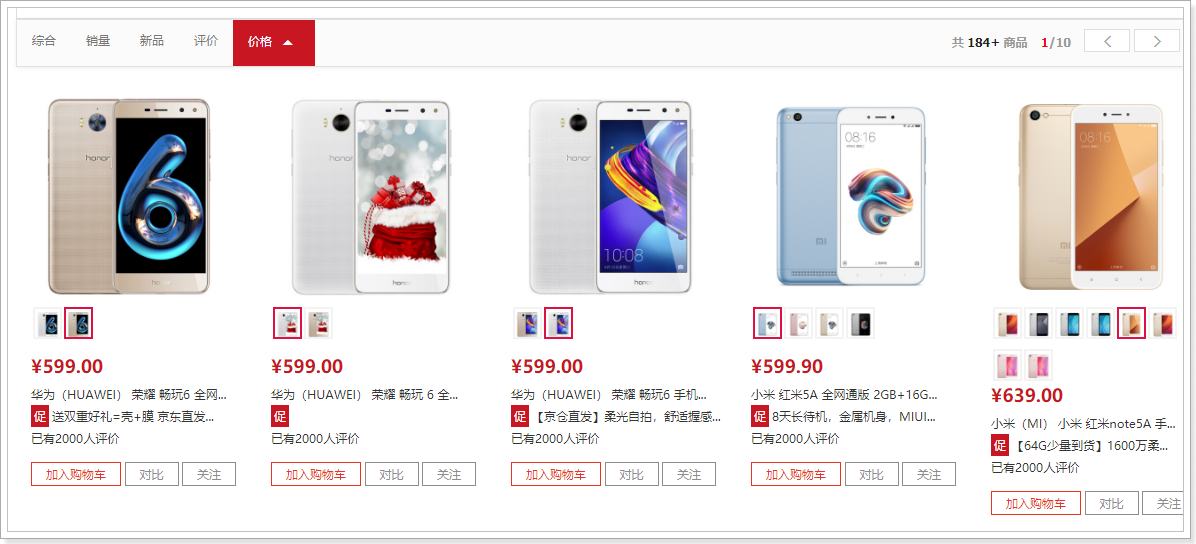 综合 销量 新品 评价 价格
共 184+ 商品 1/10
honor
honor
honor
honor
honor
10:08
honor
08:16
MI
08:16
MI
¥599.00
华为（HUAWEI） 荣耀 畅玩6 全网...
促 送双重好礼=壳+膜 京东直发...
已有2000人评价
加入购物车 对比 关注
¥599.00
华为（HUAWEI） 荣耀 畅玩 6 全...
促
已有2000人评价
加入购物车 对比 关注
¥599.00
华为（HUAWEI） 荣耀 畅玩6 手机...
促 【京仓直发】柔光自拍，舒适握感...
已有2000人评价
加入购物车 对比 关注
¥599.90
小米 红米5A 全网通版 2GB+16G...
促 8天长待机，金属机身，MIUI...
已有2000人评价
加入购物车 对比 关注
¥639.00
小米（MI） 小米 红米note5A 手...
促 【64G少量到货】1600万柔...
已有2000人评价
加入购物车 对比 关注